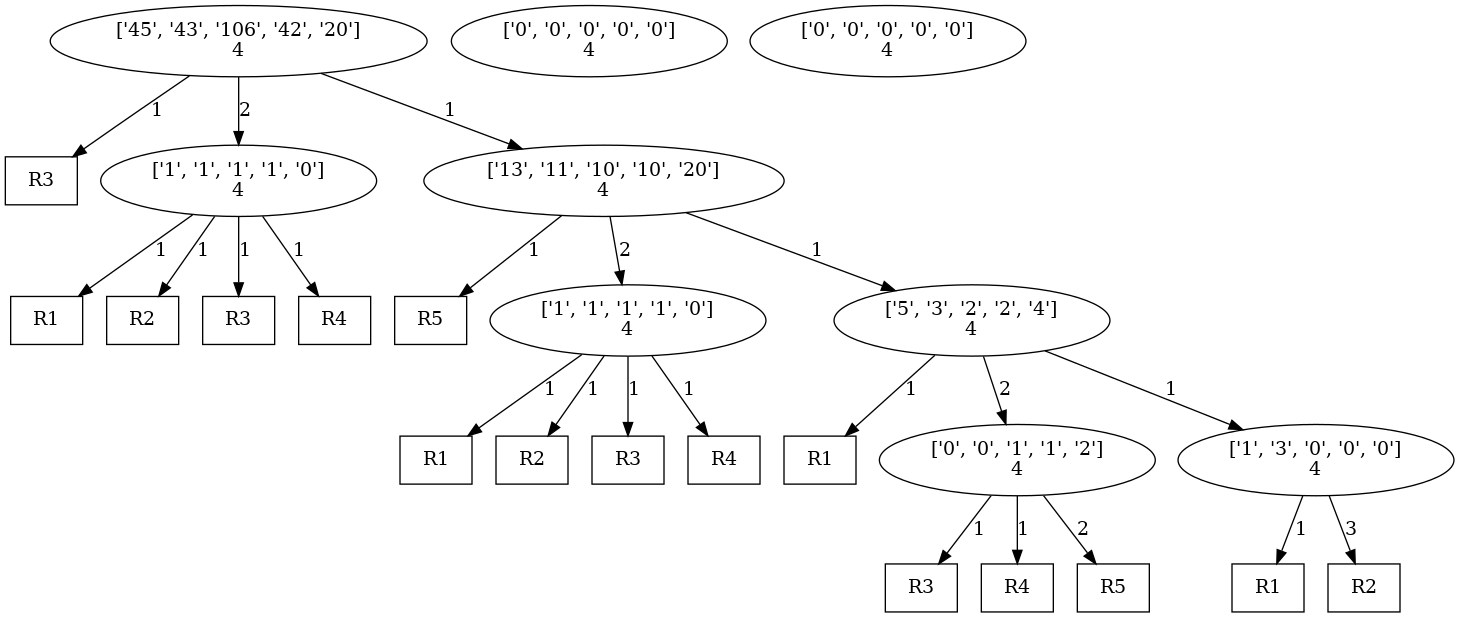 ['45', '43', '106', '42', '20']
4
['0', '0', '0', '0', '0']
4
['0', '0', '0', '0', '0']
4
1
2
1
R3
['1', '1', '1', '1', '0']
4
['13', '11', '10', '10', '20']
4
1
1
1
1
1
2
1
R1
R2
R3
R4
R5
['1', '1', '1', '1', '0']
4
['5', '3', '2', '2', '4']
4
1
1
1
1
1
2
1
R1
R2
R3
R4
R1
['0', '0', '1', '1', '2']
4
['1', '3', '0', '0', '0']
4
1
1
2
1
3
R3
R4
R5
R1
R2